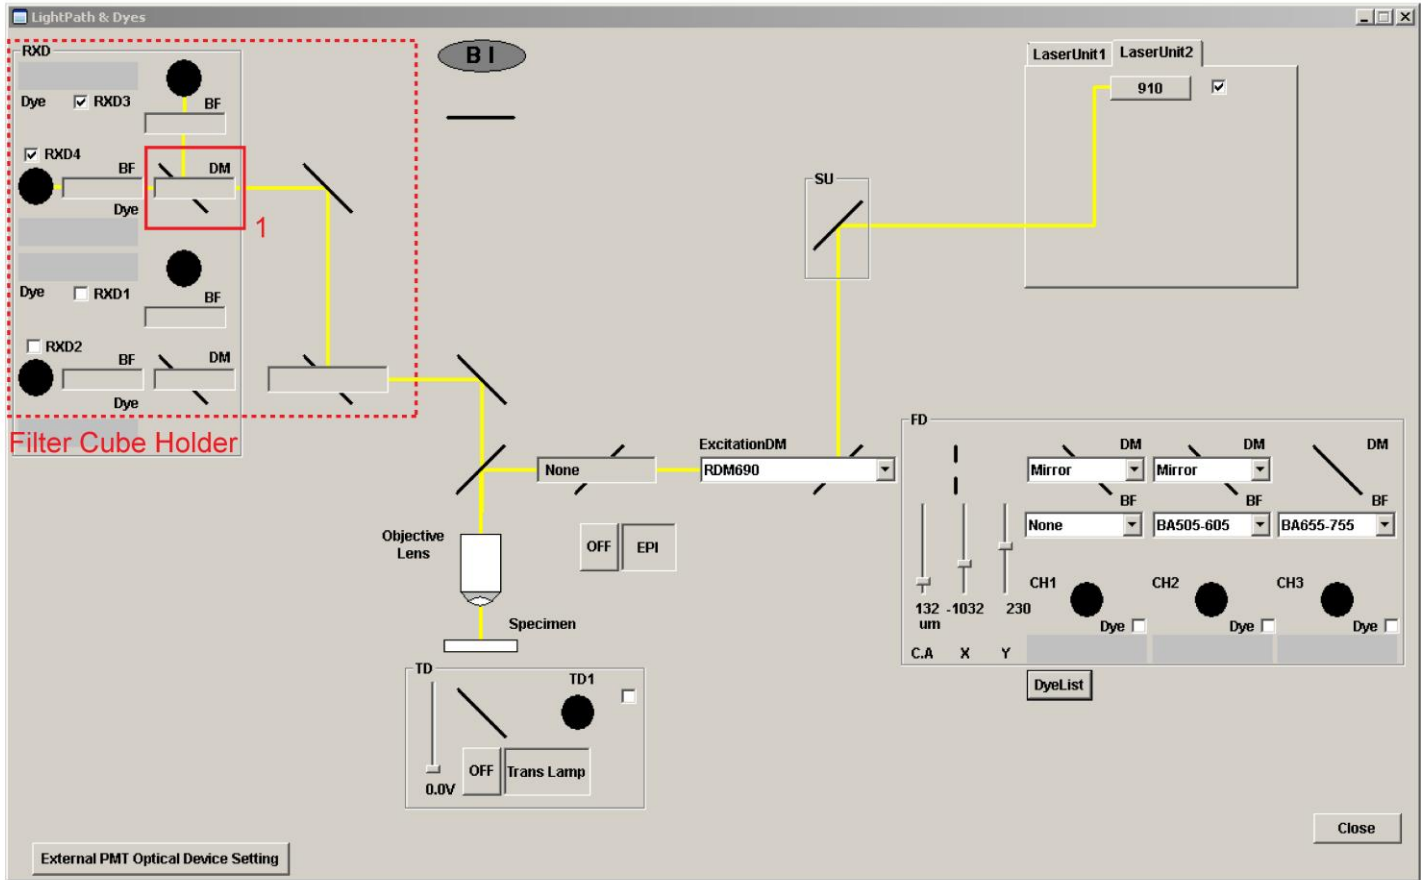 LightPath & Dyes
RXD
Dye RXD3 BF
RXD4
BF DM
Dye
1
Dye RXD1 BF
RXD2
BF DM
Dye
Filter Cube Holder
B I
LaserUnit1 LaserUnit2
910
SU
ExcitationDM
None RDM690
Objective
Lens
OFF EPI
Specimen
TD
TD1
OFF Trans Lamp
0.0V
FD
DM DM DM
Mirror Mirror
BF BF BF
None BA505-605 BA655-755
CH1 CH2 CH3
132 -1032 230
um
Dye Dye Dye
C.A X Y
DyeList
Close
External PMT Optical Device Setting